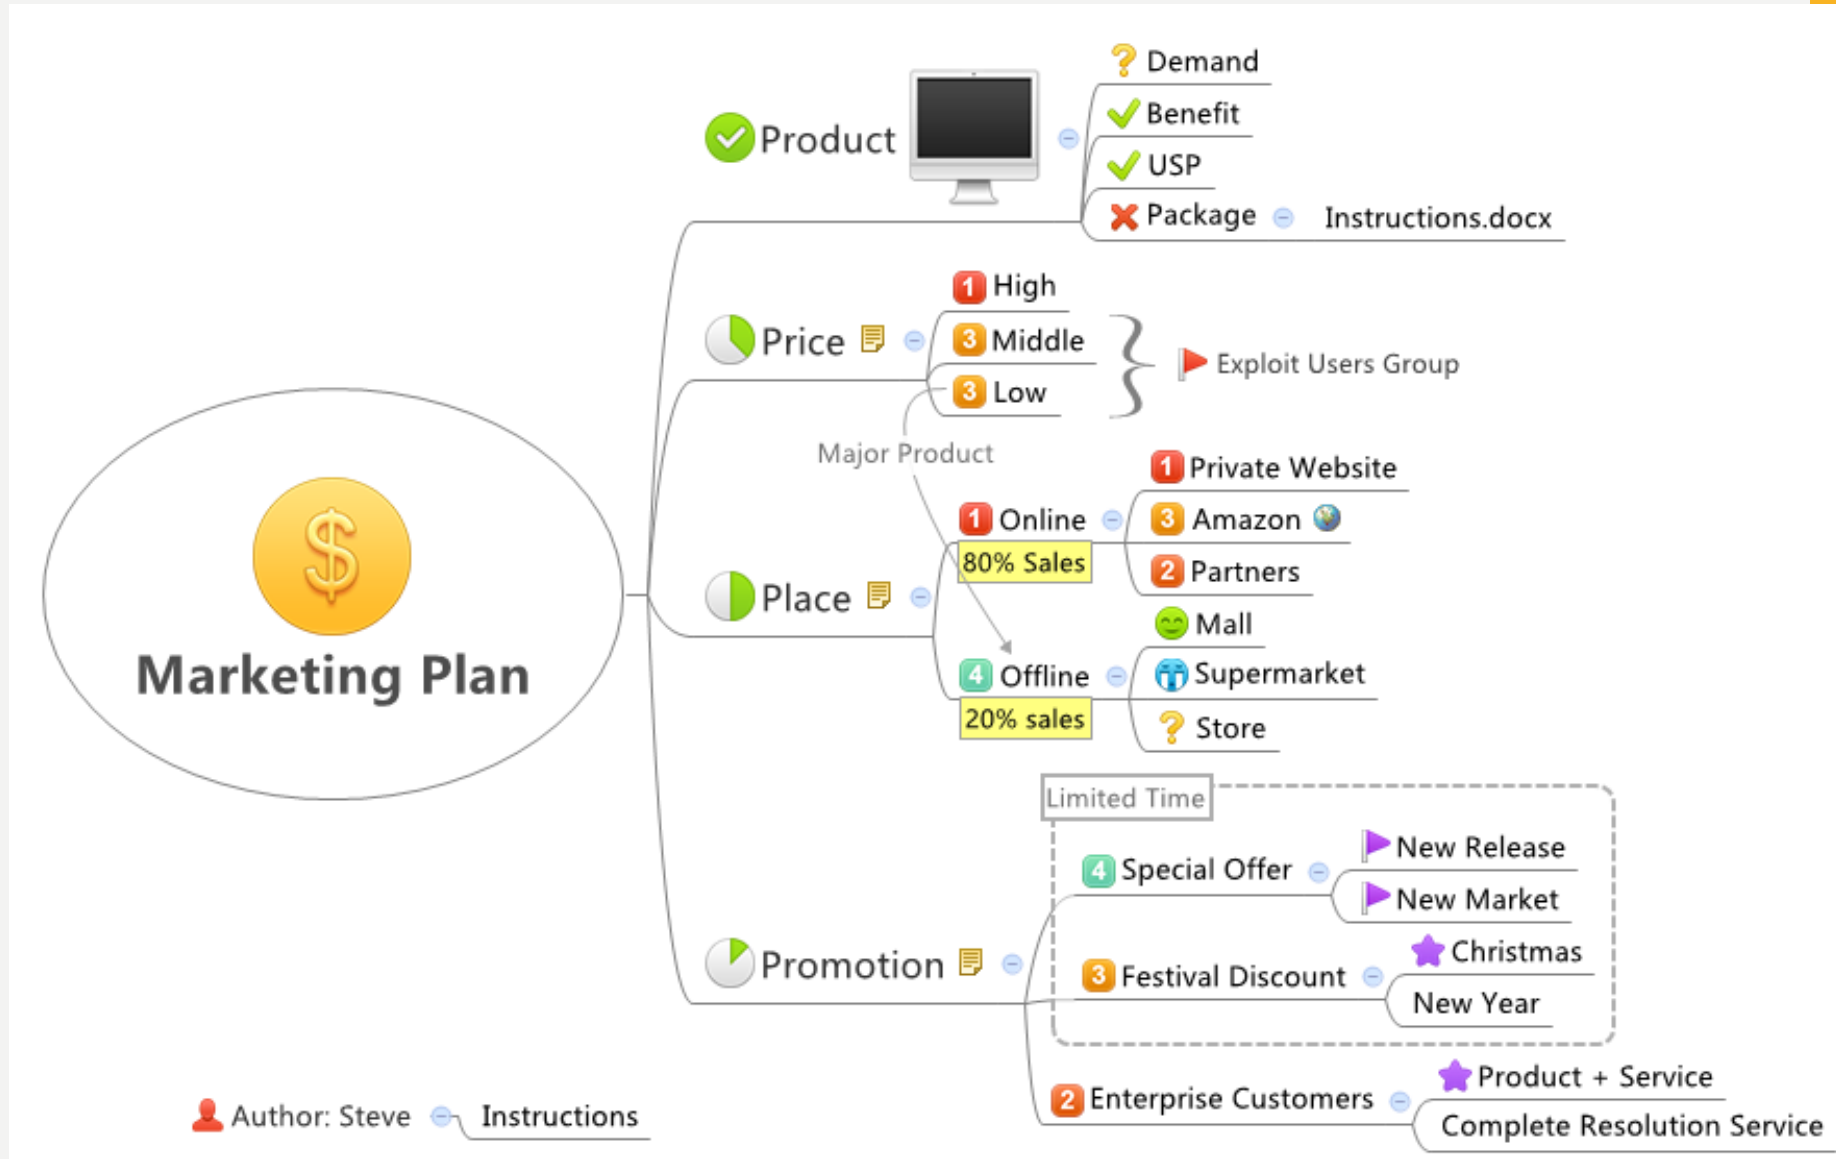 Product
Demand
Benefit
USP
Package
Instructions.docx
Price
1 High
3 Middle
3 Low
Exploit Users Group
Major Product
Place
1 Online
80% Sales
1 Private Website
3 Amazon
2 Partners
4 Offline
20% sales
Mall
Supermarket
Store
$
Marketing Plan
Promotion
Limited Time
4 Special Offer
New Release
New Market
3 Festival Discount
Christmas
New Year
2 Enterprise Customers
Product + Service
Complete Resolution Service
Author: Steve
Instructions